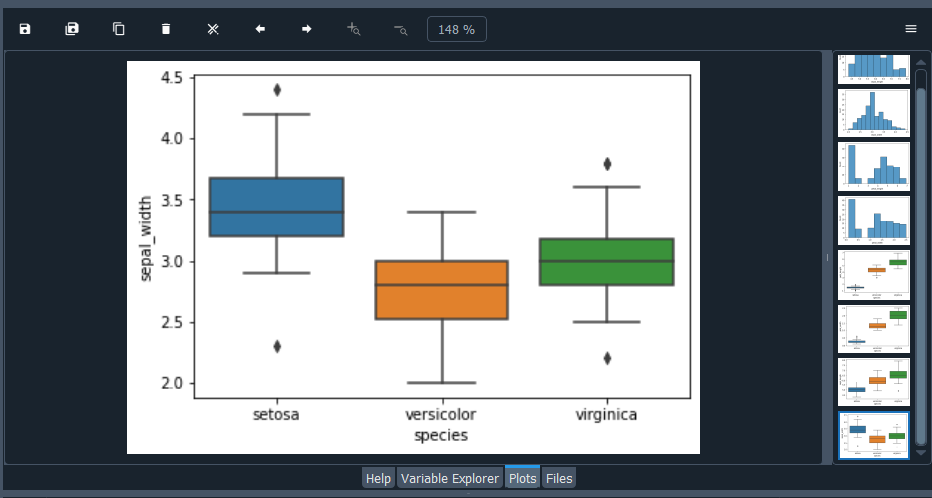 148 %
4.5
4.0
3.5
3.0
2.5
2.0
sepal_width
setosa versicolor virginica
species
Help Variable Explorer Plots Files